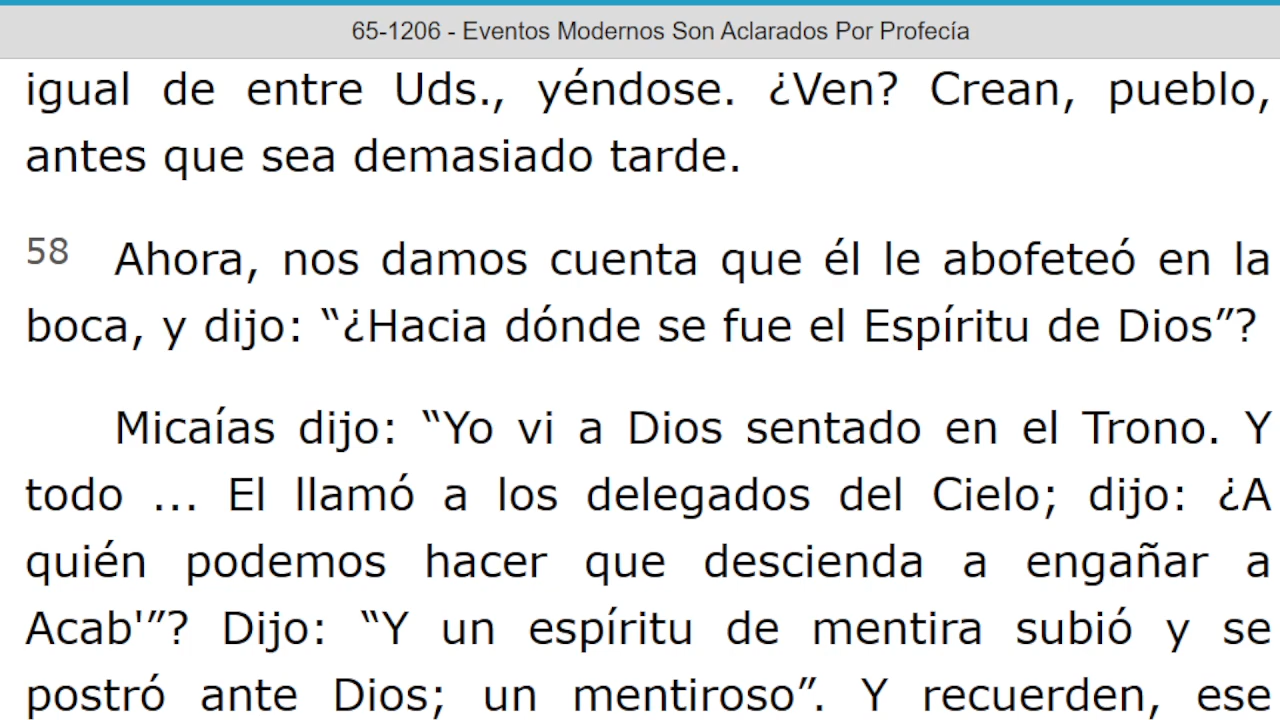 65-1206 - Eventos Modernos Son Aclarados Por Profecía
igual de entre Uds., yéndose. ¿Ven? Crean, pueblo,
antes que sea demasiado tarde.
58 Ahora, nos damos cuenta que él le abofeteó en la
boca, y dijo: “¿Hacia dónde se fue el Espíritu de Dios”?
Micaías dijo: “Yo vi a Dios sentado en el Trono. Y
todo ... El llamó a los delegados del Cielo; dijo: ¿A
quién podemos hacer que descienda a engañar a
Acab'”? Dijo: “Y un espíritu de mentira subió y se
postró ante Dios; un mentiroso”. Y recuerden, ese